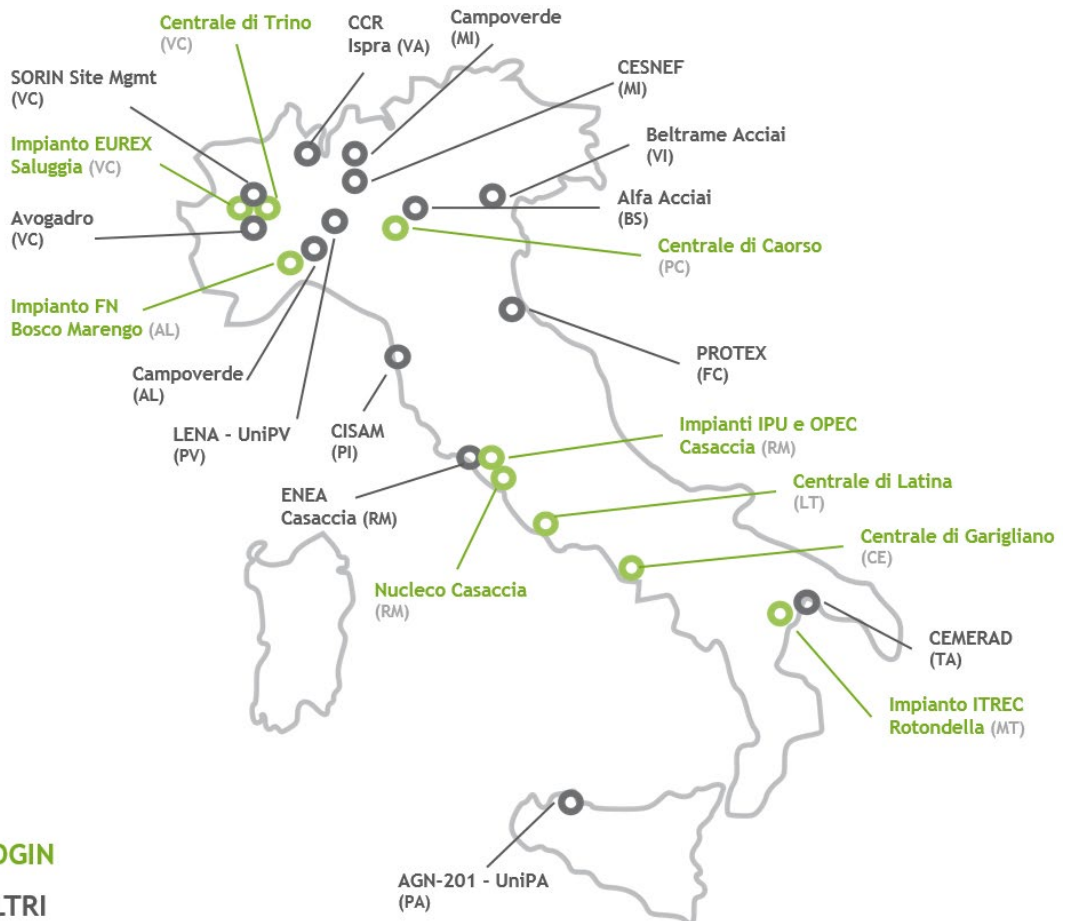 Centrale di Trino
(VC)
CCR
Ispra (VA)
Campoverde
(MI)
SORIN Site Mgmt
(VC)
CESNEF
(MI)
Impianto EUREX
Saluggia (VC)
Beltrame Acciai
(VI)
Avogadro
(VC)
Alfa Acciai
(BS)
Centrale di Caorso
(PC)
Impianto FN
Bosco Marengo (AL)
Campoverde
(AL)
PROTEX
(FC)
LENA - UniPV
(PV)
CISAM
(PI)
Impianti IPU e OPEC
Casaccia (RM)
ENEA
Casaccia (RM)
Centrale di Latina
(LT)
Centrale di Garigliano
(CE)
Nucleco Casaccia
(RM)
CEMERAD
(TA)
Impianto ITREC
Rotondella (MT)
AGN-201 - UniPA
(PA)
OGIN
LTRI